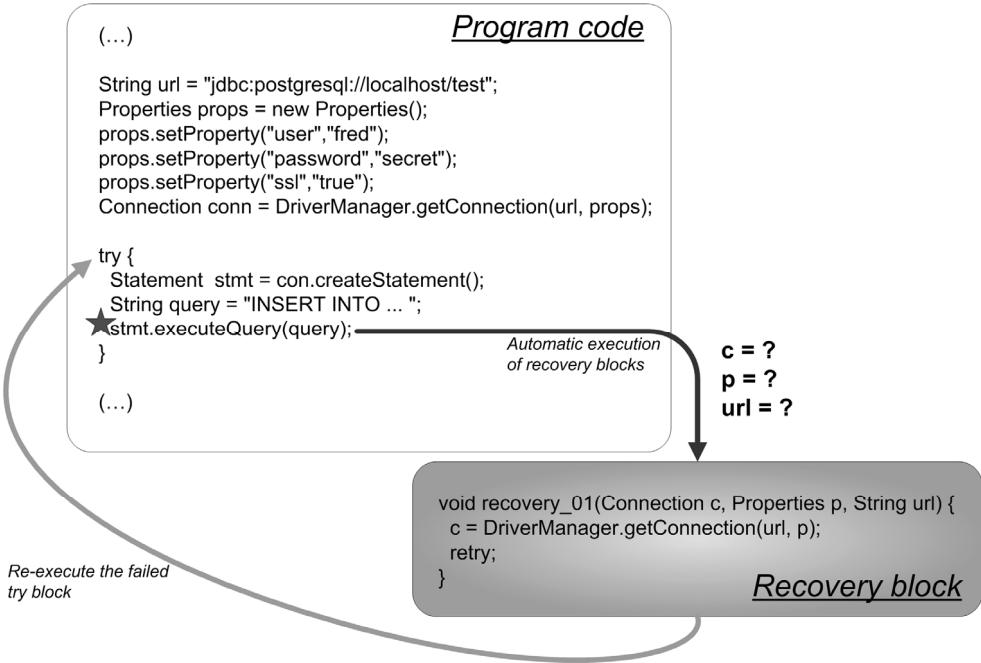 Program code
(...)
String url = "jdbc:postgresql://localhost/test";
Properties props = new Properties();
props.setProperty("user","fred");
props.setProperty("password","secret");
props.setProperty("ssl","true");
Connection conn = DriverManager.getConnection(url, props);
try {
Statement stmt = con.createStatement();
String query = "INSERT INTO ... ";
stmt.executeQuery(query);
}
(...)
Automatic execution
of recovery blocks
c = ?
p = ?
url = ?
void recovery_01(Connection c, Properties p, String url) {
c = DriverManager.getConnection(url, p);
retry;
}
Recovery block
Re-execute the failed
try block